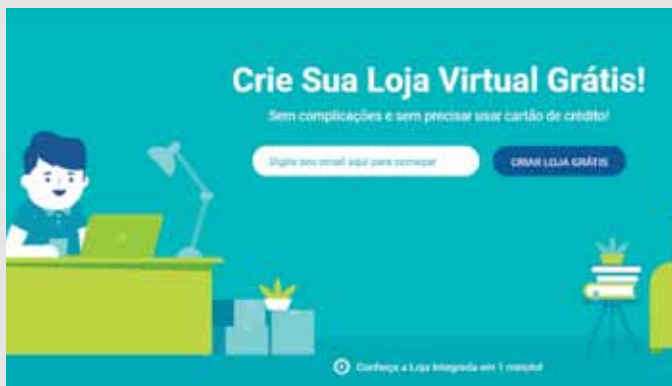 Crie Sua Loja Virtual Grátis!
Sem complicações e sem precisar usar cartão de crédito!
Digite seu email aqui para começar
CRIAR LOJA GRÁTIS
Conheça a Loja Integrada em 1 minuto!